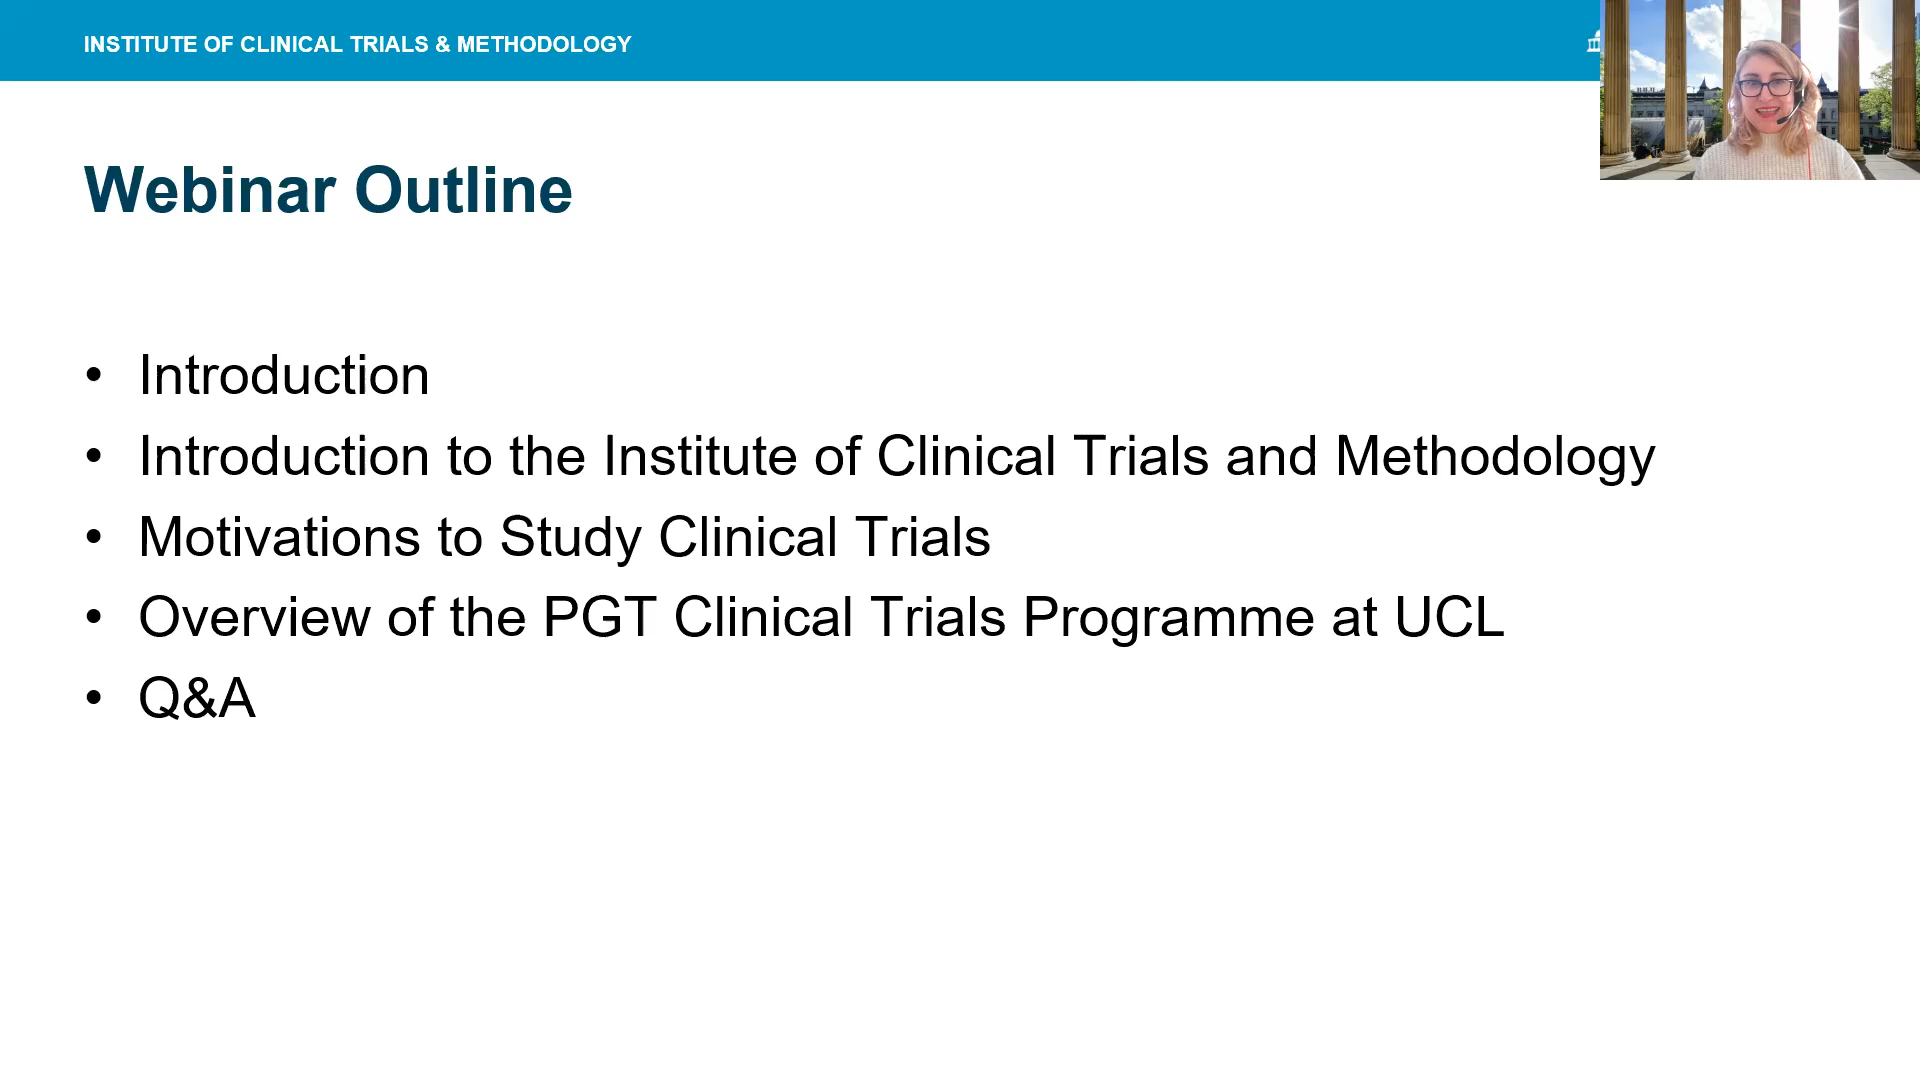 INSTITUTE OF CLINICAL TRIALS & METHODOLOGY
Webinar Outline
• Introduction
• Introduction to the Institute of Clinical Trials and Methodology
• Motivations to Study Clinical Trials
• Overview of the PGT Clinical Trials Programme at UCL
• Q&A